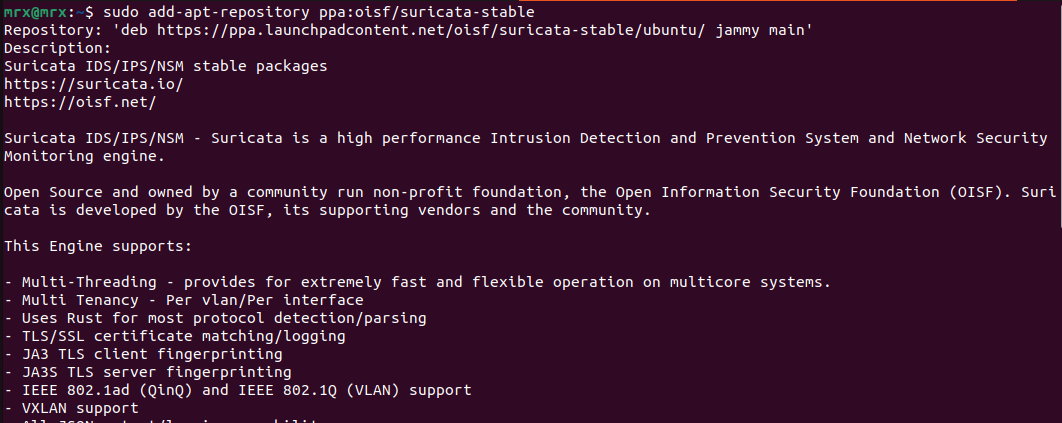 mrx@mrx:~$ sudo add-apt-repository ppa:oisf/suricata-stable
Repository: 'deb https://ppa.launchpadcontent.net/oisf/suricata-stable/ubuntu/ jammy main'
Description:
Suricata IDS/IPS/NSM stable packages
https://suricata.io/
https://oisf.net/
Suricata IDS/IPS/NSM - Suricata is a high performance Intrusion Detection and Prevention System and Network Security
Monitoring engine.
Open Source and owned by a community run non-profit foundation, the Open Information Security Foundation (OISF). Suri
cata is developed by the OISF, its supporting vendors and the community.
This Engine supports:
- Multi-Threading - provides for extremely fast and flexible operation on multicore systems.
- Multi Tenancy - Per vlan/Per interface
- Uses Rust for most protocol detection/parsing
- TLS/SSL certificate matching/logging
- JA3 TLS client fingerprinting
- JA3S TLS server fingerprinting
- IEEE 802.1ad (QinQ) and IEEE 802.1Q (VLAN) support
- VXLAN support